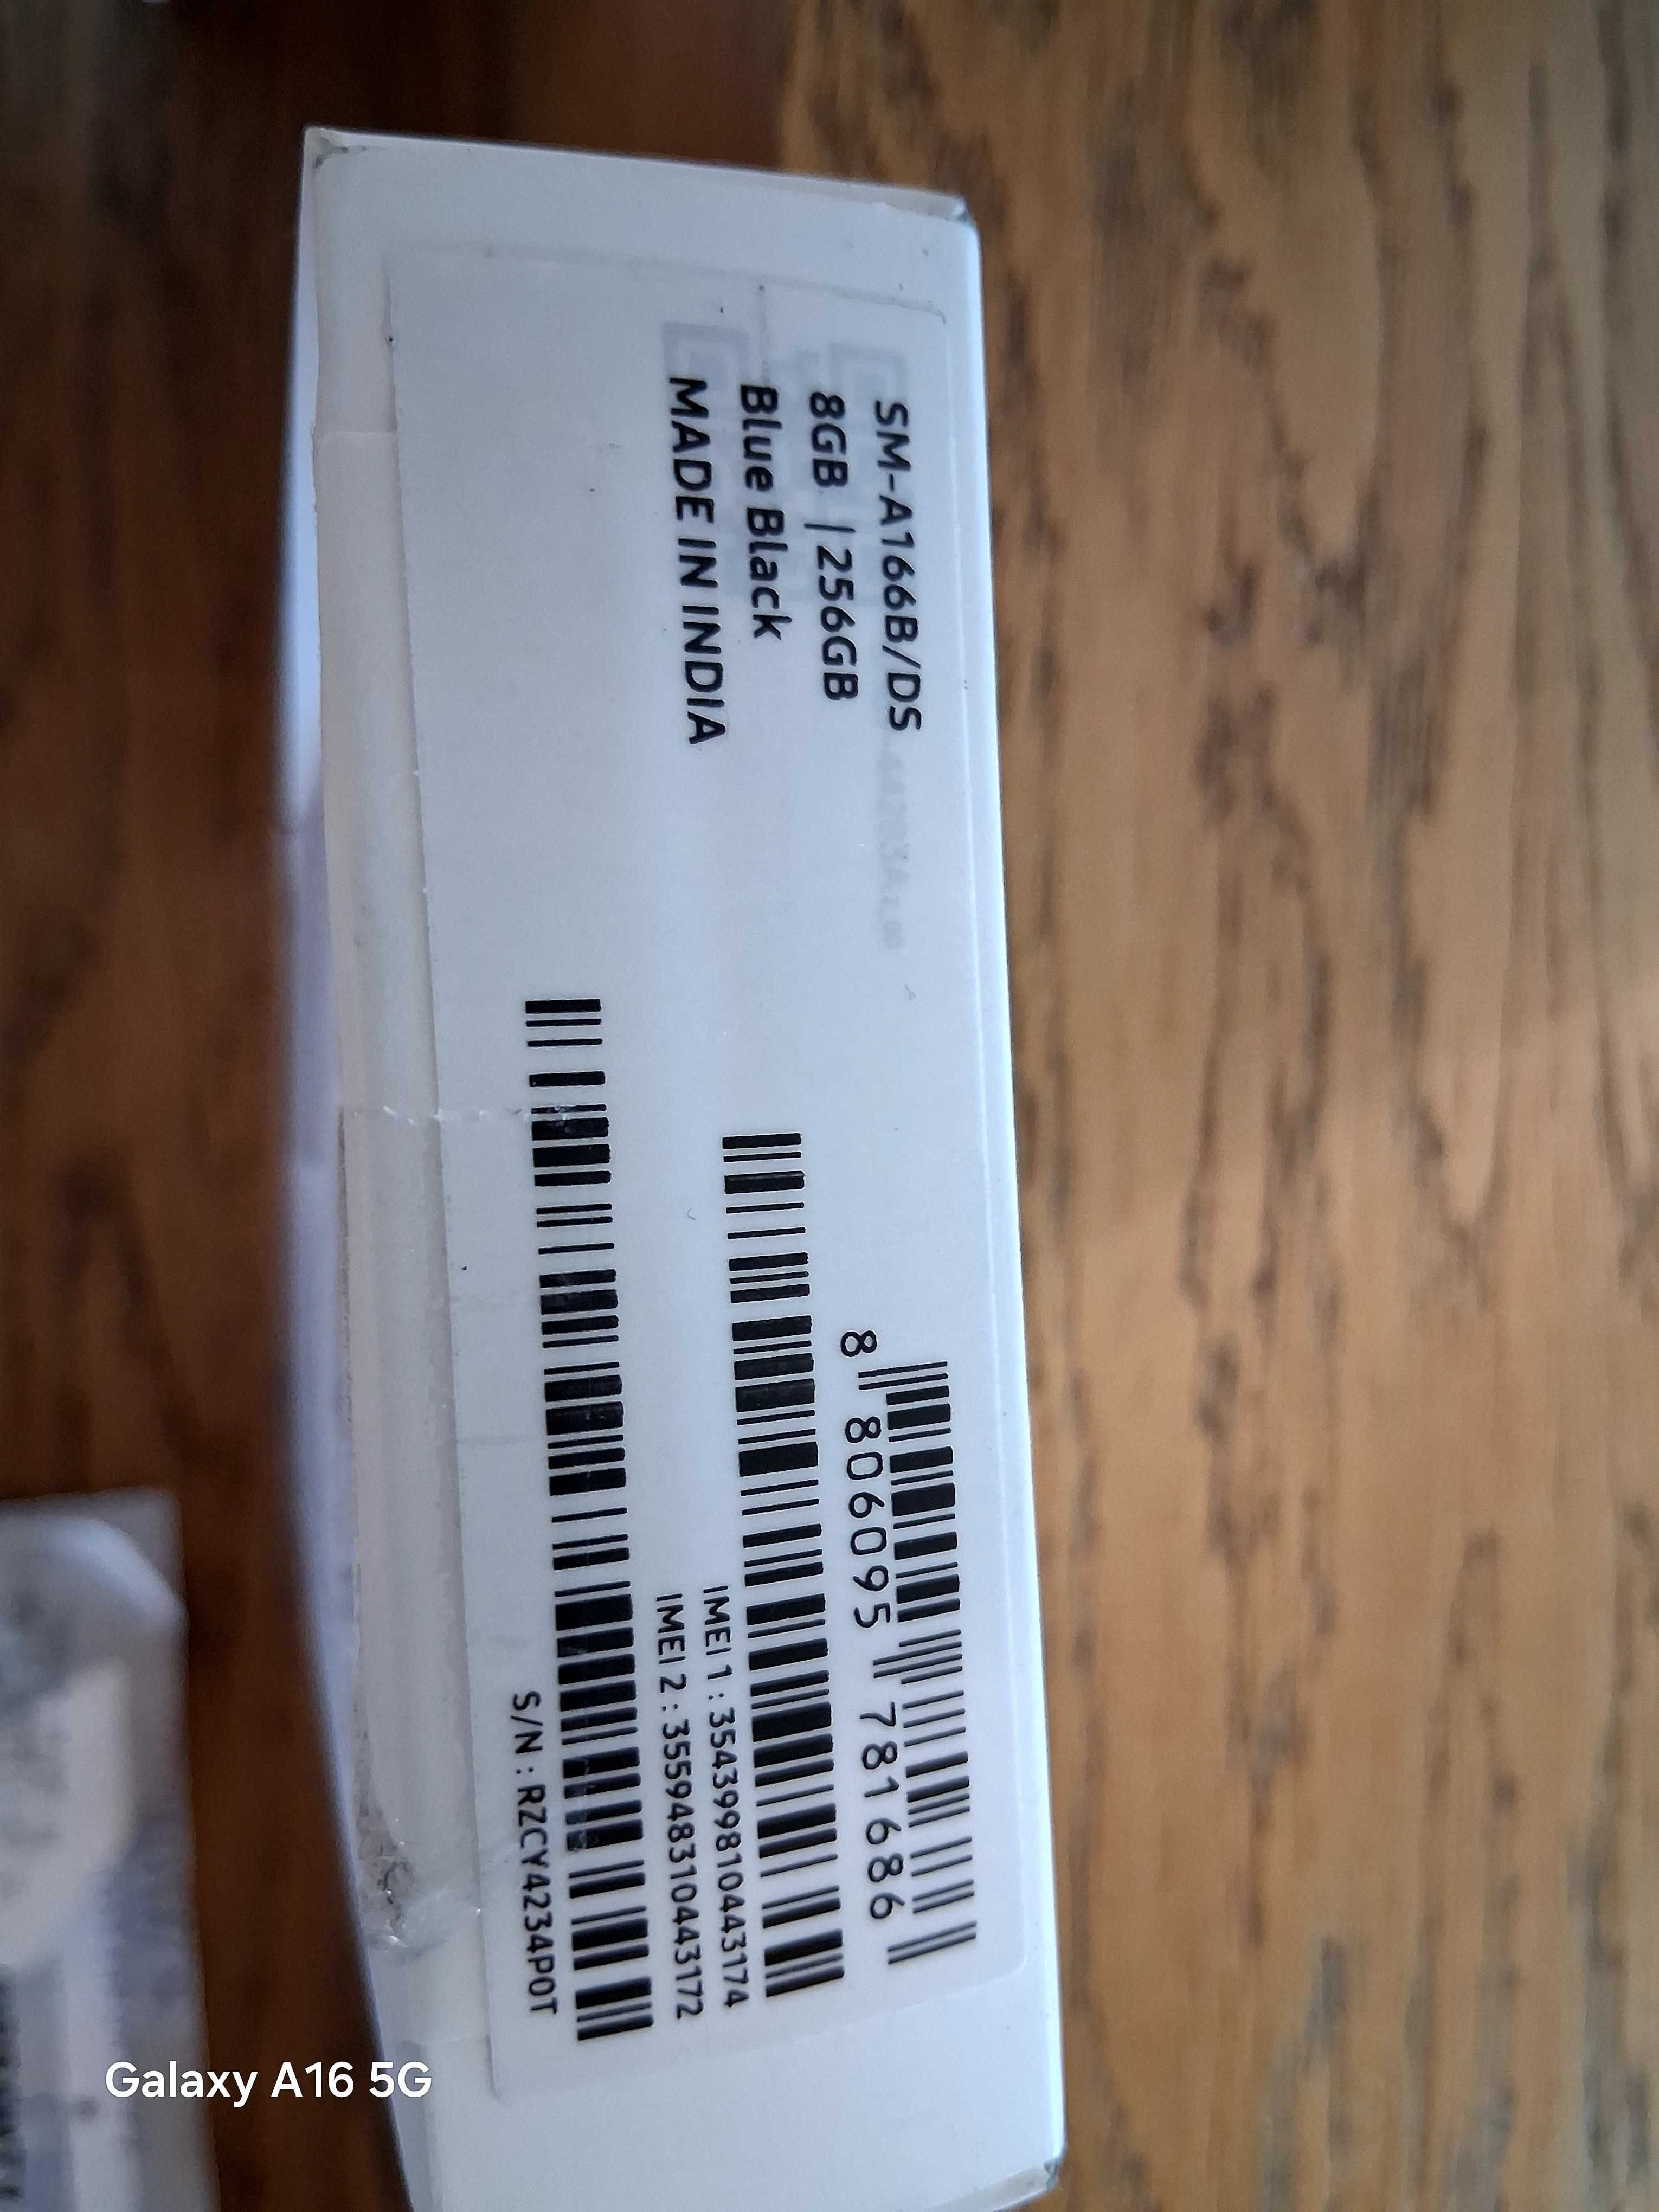 SM-A166B/DS
8GB | 256GB
Blue Black
MADE IN INDIA
8 806095 781686
IMEI 1 : 354399810443174
IMEI 2 : 355948310443172
S/N : RZCY4234P0T
Galaxy A16 5G